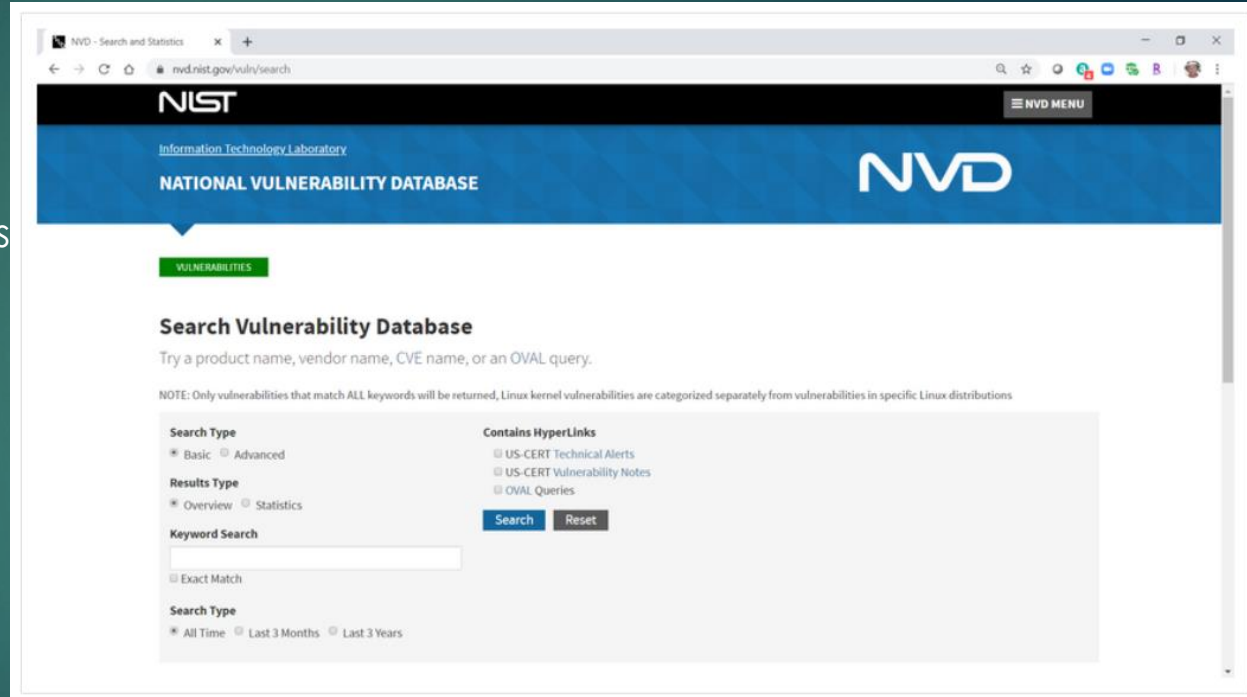 NVD - Search and Statistics
nvd.nist.gov/vuln/search
B
NIST
NVD MENU
Information Technology Laboratory
NATIONAL VULNERABILITY DATABASE
NVD
S
VULNERABILITIES
Search Vulnerability Database
Try a product name, vendor name, CVE name, or an OVAL query.
NOTE: Only vulnerabilities that match ALL keywords will be returned, Linux kernel vulnerabilities are categorized separately from vulnerabilities in specific Linux distributions
Search Type
Basic Advanced
Results Type
Overview Statistics
Keyword Search
Exact Match
Search Type
All Time Last 3 Months Last 3 Years
Contains HyperLinks
US-CERT Technical Alerts
US-CERT Vulnerability Notes
OVAL Queries
Search Reset